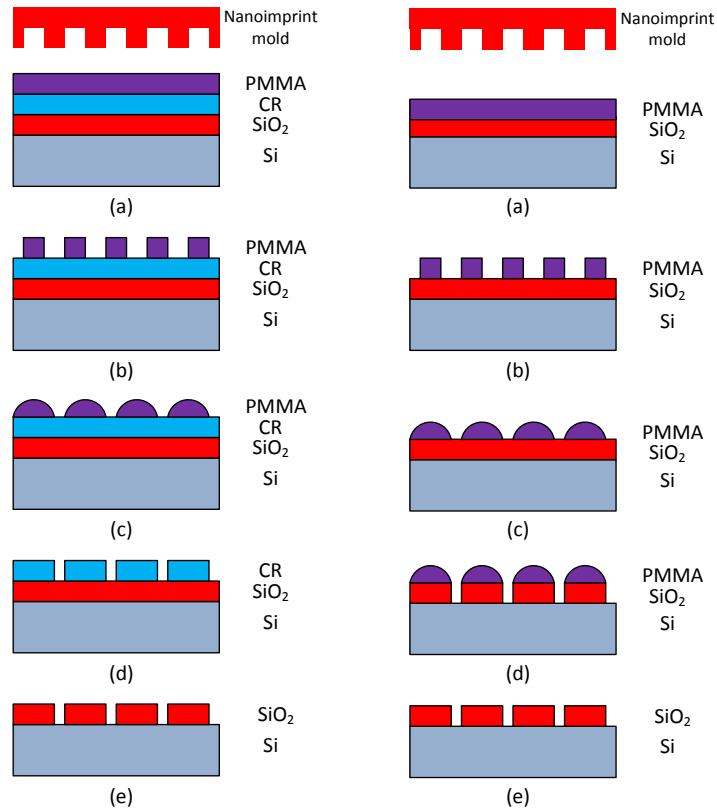 Nanoimprint
mold
PMMA
CR
SiO₂
Si
(a)
PMMA
CR
SiO₂
Si
(b)
PMMA
CR
SiO₂
Si
(c)
CR
SiO₂
Si
(d)
SiO₂
Si
(e)
Nanoimprint
mold
PMMA
SiO₂
Si
(a)
PMMA
SiO₂
Si
(b)
PMMA
SiO₂
Si
(c)
PMMA
SiO₂
Si
(d)
SiO₂
Si
(e)